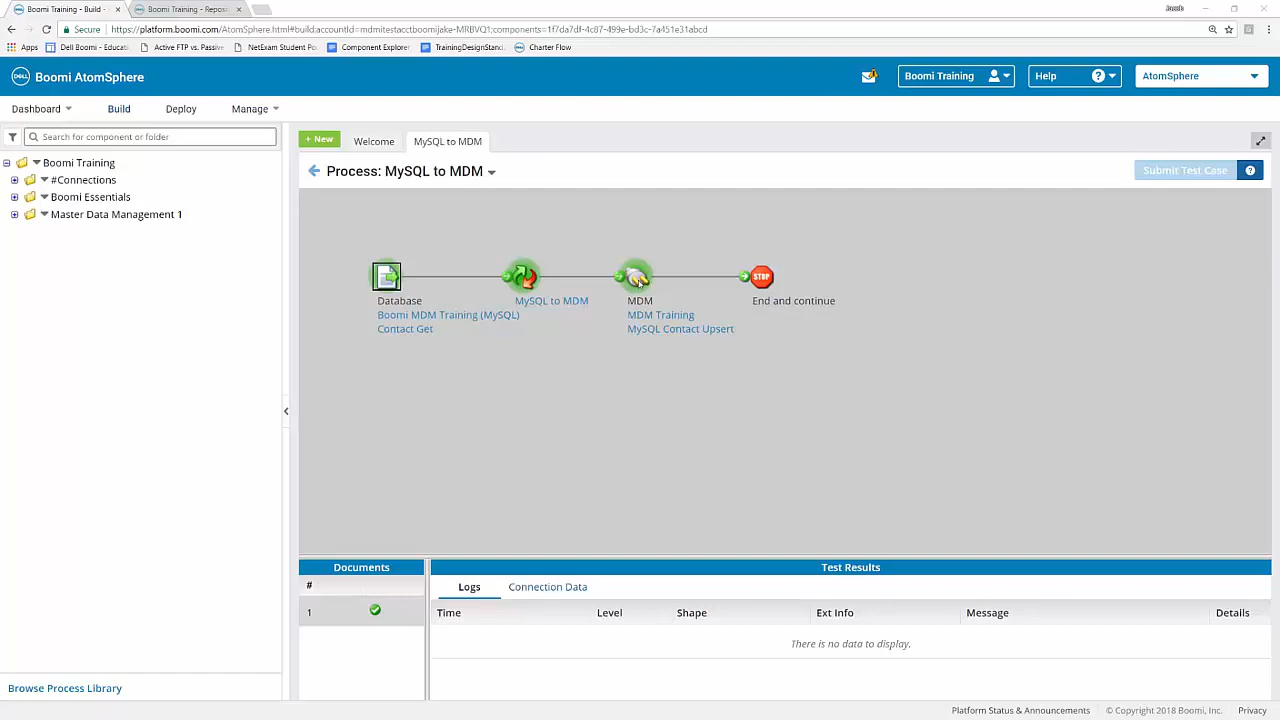 Boomi Training - Build -
Boomi Training - Repos
Secure
https://platform.boomi.com/AtomSphere.html#build;accountId=mdmitestacctboomijake-MRBVQ1;components=1f7da7df-4c87-499e-bd3c-7a451e31abcd
Apps
Dell Boomi - Educati
Active FTP vs. Passive
NetExam Student Po
Component Explorer
TrainingDesignStand
Charter Flow
DELL
Boomi AtomSphere
Boomi Training
Help
?
AtomSphere
Dashboard
Build
Deploy
Manage
Search for component or folder
+ New
Welcome
MySQL to MDM
Boomi Training
#Connections
Boomi Essentials
Master Data Management 1
Process: MySQL to MDM
Submit Test Case
?
STOP
Database
Boomi MDM Training (MySQL)
Contact Get
MySQL to MDM
MDM
MDM Training
MySQL Contact Upsert
End and continue
Documents
#
1
Test Results
Logs
Connection Data
Time
Level
Shape
Ext Info
Message
Details
There is no data to display.
Browse Process Library
Platform Status & Announcements
© Copyright 2018 Boomi, Inc.
Privacy